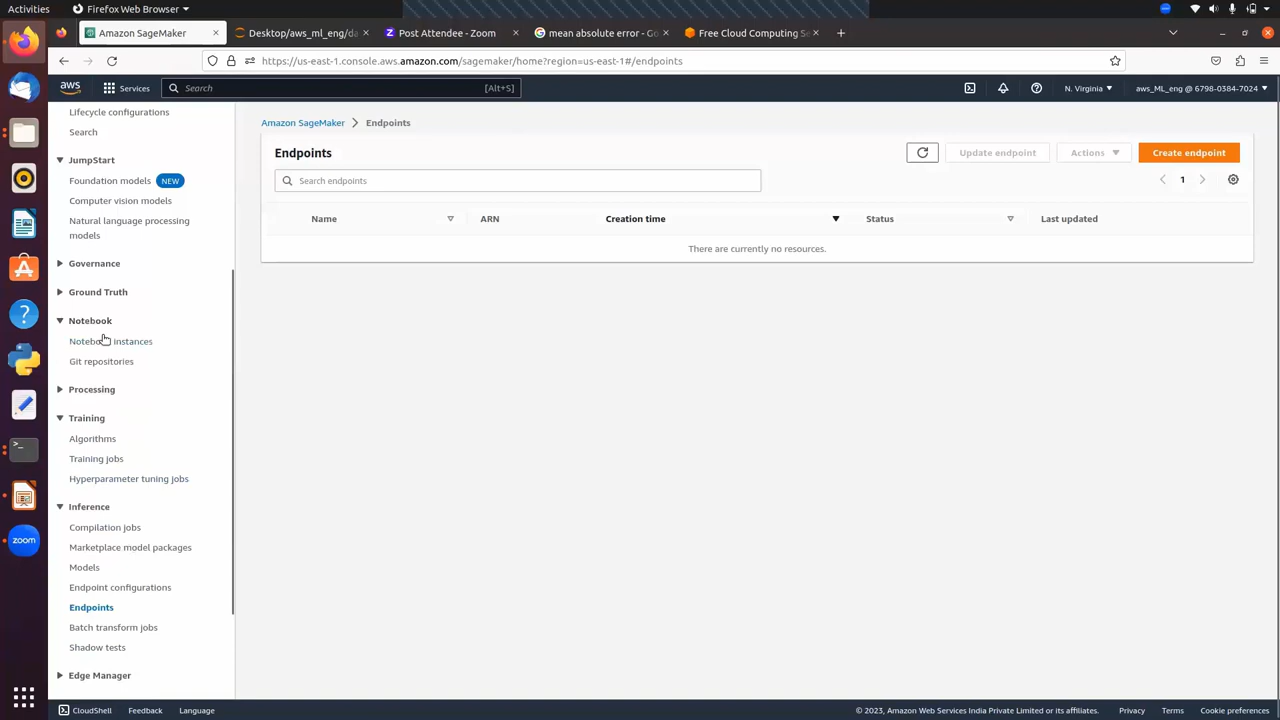 Activities
Firefox Web Browser
Amazon SageMaker
Desktop/aws_ml_eng/da
Post Attendee - Zoom
mean absolute error - Go
Free Cloud Computing Se
https://us-east-1.console.aws.amazon.com/sagemaker/home?region=us-east-1#/endpoints
aws
Services
Search
[Alt+S]
N. Virginia
aws_ML_eng @ 6798-0384-7024
Lifecycle configurations
Search
JumpStart
Foundation models NEW
Computer vision models
Natural language processing
models
Governance
Ground Truth
Notebook
Notebook instances
Git repositories
Processing
Training
Algorithms
Training jobs
Hyperparameter tuning jobs
Inference
Compilation jobs
Marketplace model packages
Models
Endpoint configurations
Endpoints
Batch transform jobs
Shadow tests
Edge Manager
Amazon SageMaker
Endpoints
Endpoints
Update endpoint
Actions
Create endpoint
Search endpoints
1
Name
ARN
Creation time
Status
Last updated
There are currently no resources.
zoom
CloudShell
Feedback
Language
© 2023, Amazon Web Services India Private Limited or its affiliates.
Privacy
Terms
Cookie preferences